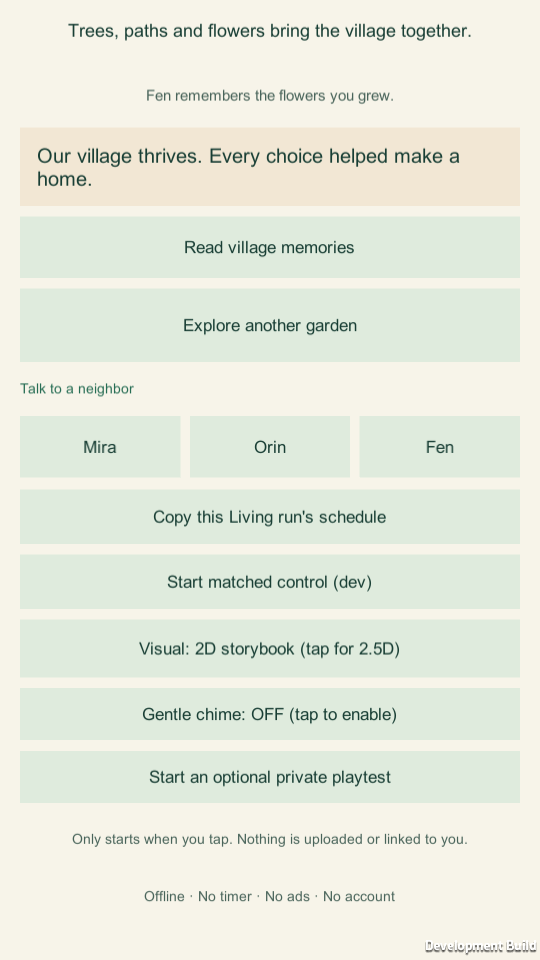 Trees, paths and flowers bring the village together.
Fen remembers the flowers you grew.
Our village thrives. Every choice helped make a
home.
Read village memories
Explore another garden
Talk to a neighbor
Mira
Orin
Fen
Copy this Living run's schedule
Start matched control (dev)
Visual: 2D storybook (tap for 2.5D)
Gentle chime: OFF (tap to enable)
Start an optional private playtest
Only starts when you tap. Nothing is uploaded or linked to you.
Offline · No timer · No ads · No account
Development Build